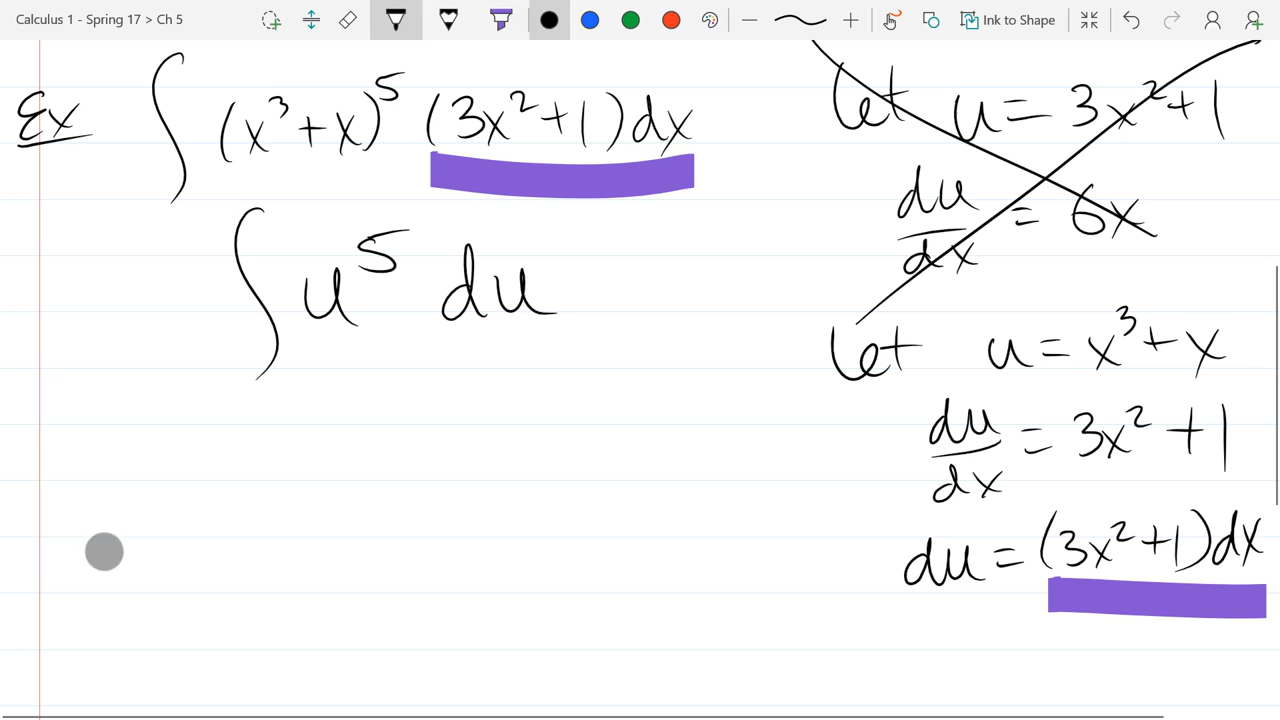 Calculus 1 - Spring 17 > Ch 5
Ink to Shape
Ex ∫ (x³+x)⁵ (3x²+1)dx
∫ u⁵ du
Let u = 3x²+1
du/dx = 6x
Let u = x³+x
du/dx = 3x²+1
du = (3x²+1)dx